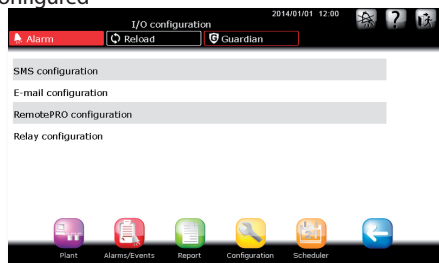 onfigured
2014/01/01 12:00
I/O configuration
Alarm Reload Guardian
SMS configuration
E-mail configuration
RemotePRO configuration
Relay configuration
Plant Alarms/Events Report Configuration Scheduler